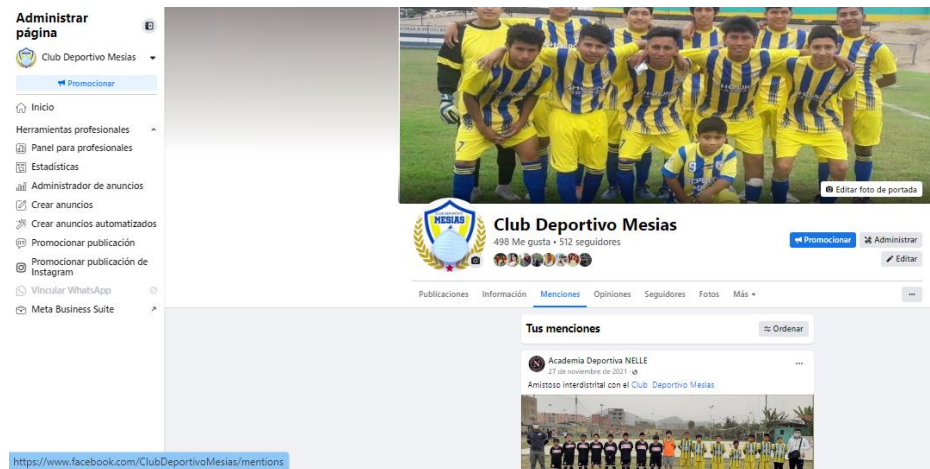 Administrar
página
Club Deportivo Mesias
Promocionar
Inicio
Herramientas profesionales
Panel para profesionales
Estadísticas
Administrador de anuncios
Crear anuncios
Crear anuncios automatizados
Promocionar publicación
Promocionar publicación de
Instagram
Vincular WhatsApp
Meta Business Suite
https://www.facebook.com/ClubDeportivoMesias/mentions
Editar foto de portada
MESIAS
Club Deportivo Mesias
498 Me gusta • 512 seguidores
Promocionar
Administrar
Editar
Publicaciones Información Menciones Opiniones Seguidores Fotos Más
Tus menciones
Ordenar
N
Academia Deportiva NELLE
27 de noviembre de 2021
Amistoso interdistrital con el Club Deportivo Mesias